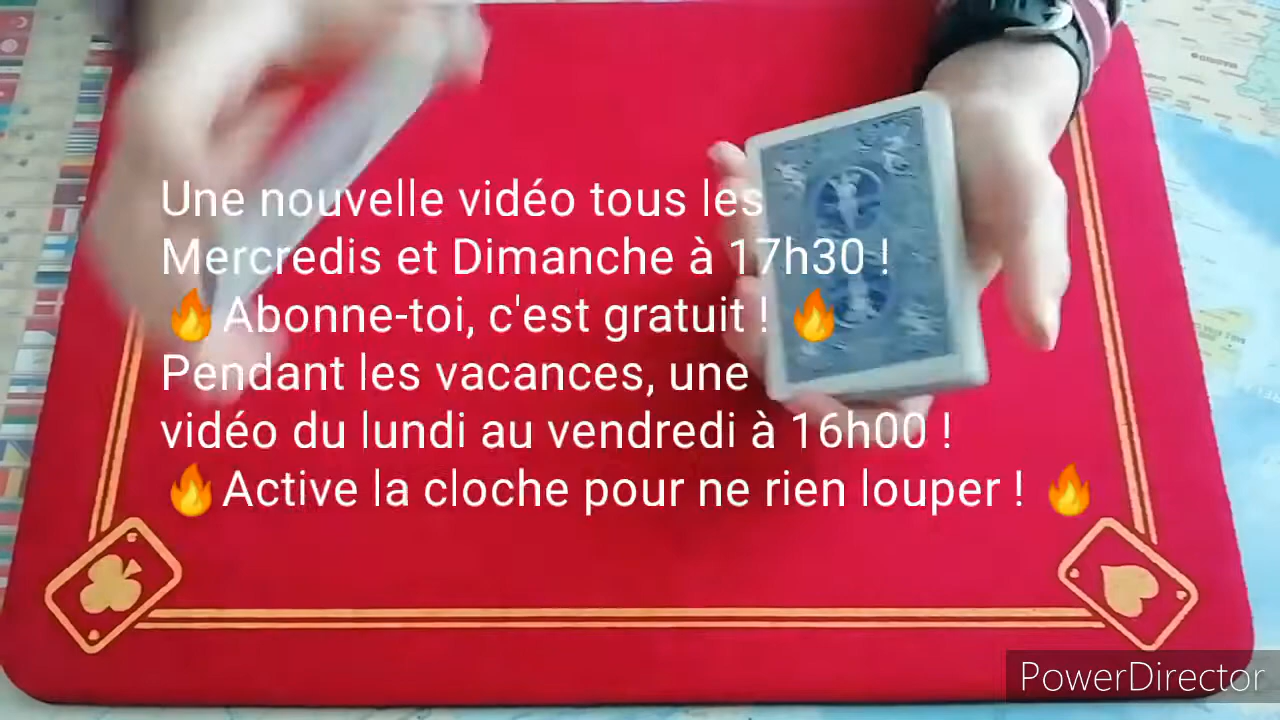 Une nouvelle vidéo tous les
Mercredis et Dimanche à 17h30 !
🔥Abonne-toi, c'est gratuit ! 🔥
Pendant les vacances, une
vidéo du lundi au vendredi à 16h00 !
🔥Active la cloche pour ne rien louper ! 🔥
PowerDirector